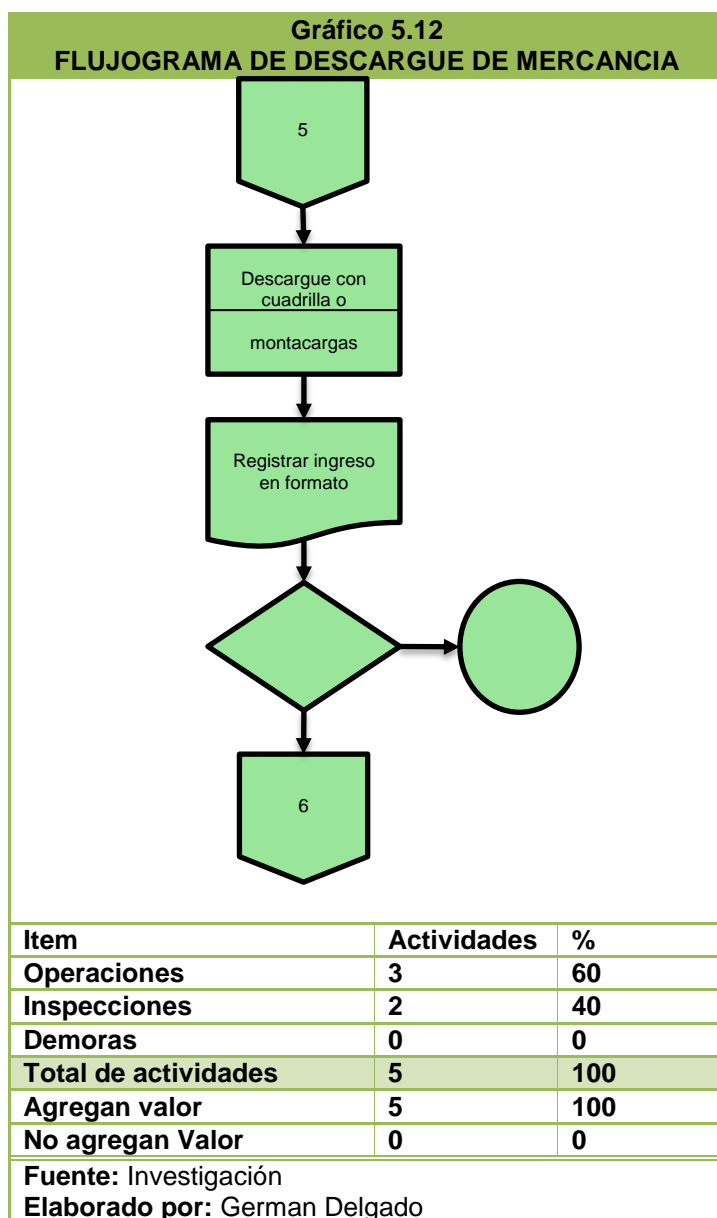 Gráfico 5.12
FLUJOGRAMA DE DESCARGUE DE MERCANCIA
5
Descargue con
cuadrilla o
montacargas
Registrar ingreso
en formato
6
Item Actividades %
Operaciones 3 60
Inspecciones 2 40
Demoras 0 0
Total de actividades 5 100
Agregan valor 5 100
No agregan Valor 0 0
Fuente: Investigación
Elaborado por: German Delgado